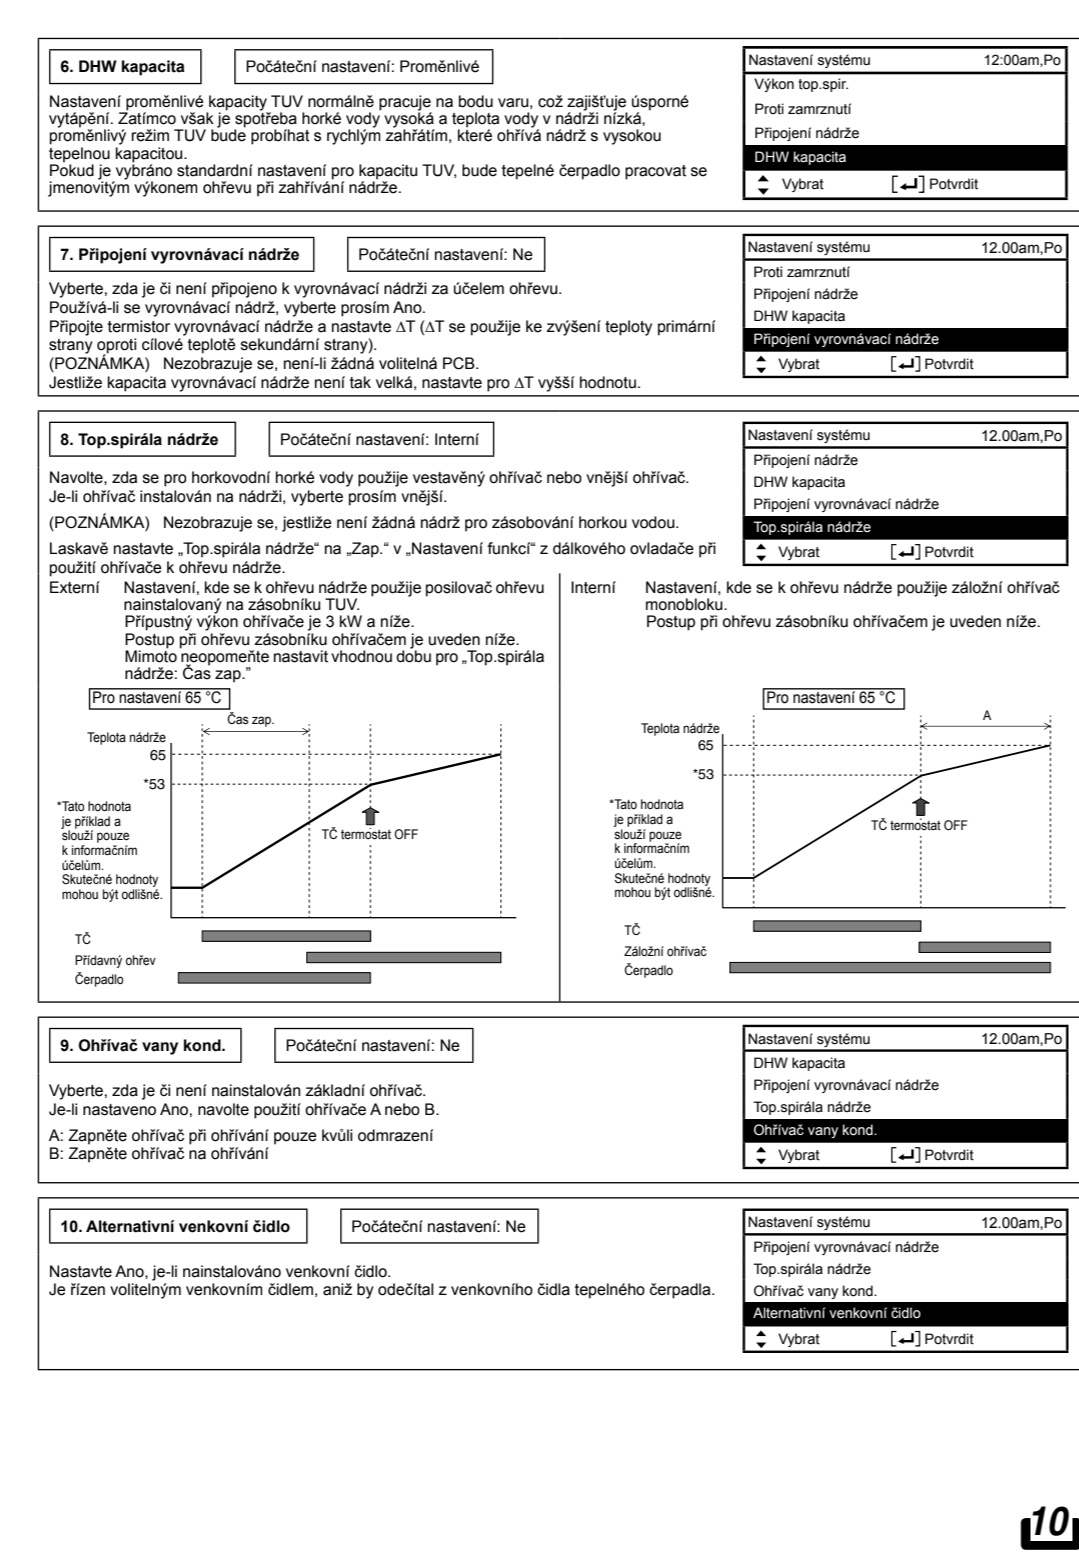 6. DHW kapacita
Počáteční nastavení: Proměnlivé
Nastavení proměnlivé kapacity TUV normálně pracuje na bodu varu, což zajišťuje úsporné
vytápění. Zatímco však je spotřeba horké vody vysoká a teplota vody v nádrži nízká,
proměnlivý režim TUV bude probíhat s rychlým zahřátím, které ohřívá nádrž s vysokou
tepelnou kapacitou.
Pokud je vybráno standardní nastavení pro kapacitu TUV, bude tepelné čerpadlo pracovat se
jmenovitým výkonem ohřevu při zahřívání nádrže.
Nastavení systému 12:00am,Po
Výkon top.spir.
Proti zamrznutí
Připojení nádrže
DHW kapacita
Vybrat [↵] Potvrdit
7. Připojení vyrovnávací nádrže
Počáteční nastavení: Ne
Vyberte, zda je či není připojeno k vyrovnávací nádrži za účelem ohřevu.
Používá-li se vyrovnávací nádrž, vyberte prosím Ano.
Připojte termistor vyrovnávací nádrže a nastavte ∆T (∆T se použije ke zvýšení teploty primární
strany oproti cílové teplotě sekundární strany).
(POZNÁMKA) Nezobrazuje se, není-li žádná volitelná PCB.
Jestliže kapacita vyrovnávací nádrže není tak velká, nastavte pro ∆T vyšší hodnotu.
Nastavení systému 12.00am,Po
Proti zamrznutí
Připojení nádrže
DHW kapacita
Připojení vyrovnávací nádrže
Vybrat [↵] Potvrdit
8. Top.spirála nádrže
Počáteční nastavení: Interní
Navolte, zda se pro horkovodní horké vody použije vestavěný ohřívač nebo vnější ohřívač.
Je-li ohřívač instalován na nádrži, vyberte prosím vnější.
(POZNÁMKA) Nezobrazuje se, jestliže není žádná nádrž pro zásobování horkou vodou.
Laskavě nastavte „Top.spirála nádrže“ na „Zap.“ v „Nastavení funkcí“ z dálkového ovladače při
použití ohřívače k ohřevu nádrže.
Nastavení systému 12.00am,Po
Připojení nádrže
DHW kapacita
Připojení vyrovnávací nádrže
Top.spirála nádrže
Vybrat [↵] Potvrdit
Externí Nastavení, kde se k ohřevu nádrže použije posilovač ohřevu
nainstalovaný na zásobníku TUV.
Přípustný výkon ohřívače je 3 kW a níže.
Postup při ohřevu zásobníku ohřívačem je uveden níže.
Mimoto neopomeňte nastavit vhodnou dobu pro „Top.spirála
nádrže: Čas zap.”
Pro nastavení 65 °C
Čas zap.
Teplota nádrže
65
*53
*Tato hodnota
je příklad a
slouží pouze
k informačním
účelům.
Skutečné hodnoty
mohou být odlišné.
TČ termostat OFF
TČ
Přídavný ohřev
Čerpadlo
Interní Nastavení, kde se k ohřevu nádrže použije záložní ohřívač
monobloku.
Postup při ohřevu zásobníku ohřívačem je uveden níže.
Pro nastavení 65 °C
A
Teplota nádrže
65
*53
*Tato hodnota
je příklad a
slouží pouze
k informačním
účelům.
Skutečné hodnoty
mohou být odlišné.
TČ termostat OFF
TČ
Záložní ohřívač
Čerpadlo
9. Ohřívač vany kond.
Počáteční nastavení: Ne
Vyberte, zda je či není nainstalován základní ohřívač.
Je-li nastaveno Ano, navolte použití ohřívače A nebo B.
A: Zapněte ohřívač při ohřívání pouze kvůli odmrazení
B: Zapněte ohřívač na ohřívání
Nastavení systému 12.00am,Po
DHW kapacita
Připojení vyrovnávací nádrže
Top.spirála nádrže
Ohřívač vany kond.
Vybrat [↵] Potvrdit
10. Alternativní venkovní čidlo
Počáteční nastavení: Ne
Nastavte Ano, je-li nainstalováno venkovní čidlo.
Je řízen volitelným venkovním čidlem, aniž by odečítal z venkovního čidla tepelného čerpadla.
Nastavení systému 12.00am,Po
Připojení vyrovnávací nádrže
Top.spirála nádrže
Ohřívač vany kond.
Alternativní venkovní čidlo
Vybrat [↵] Potvrdit
10